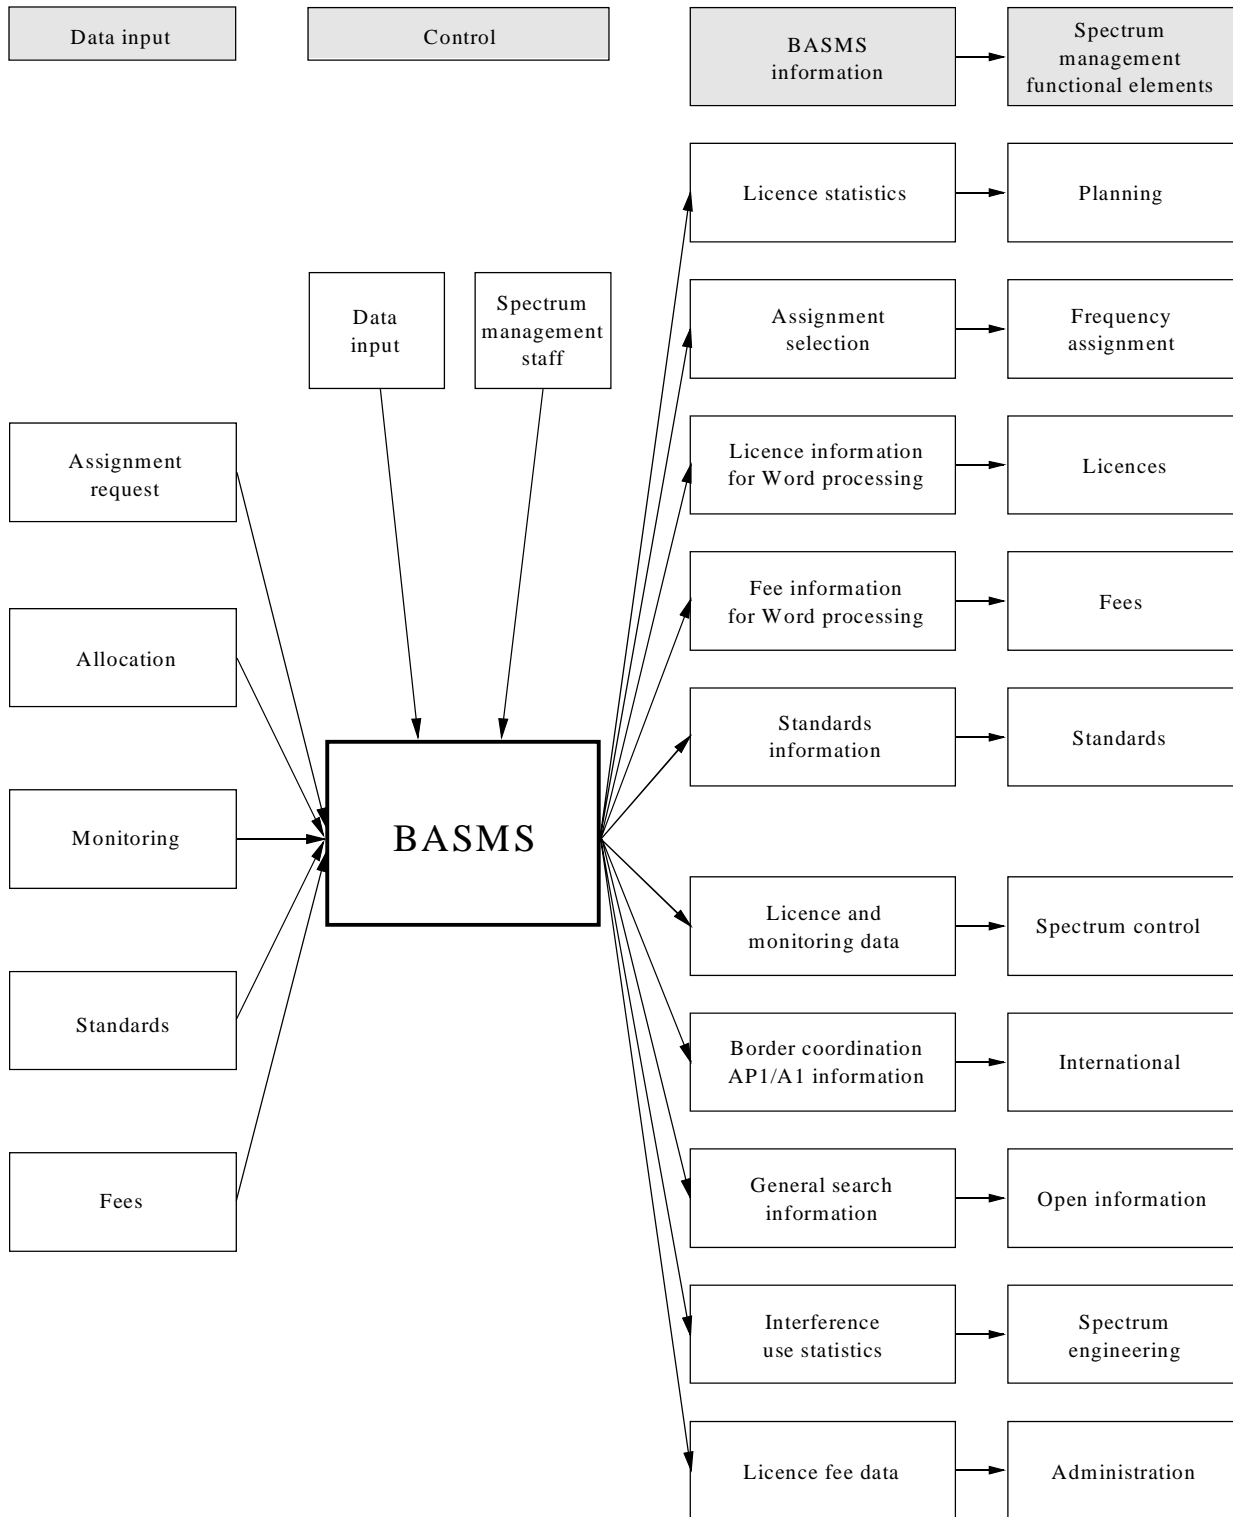 Data input
Control
BASMS
information
Spectrum
management
functional elements
Licence statistics
Planning
Data
input
Spectrum
management
staff
Assignment
selection
Frequency
assignment
Assignment
request
Licence information
for Word processing
Licences
Allocation
Fee information
for Word processing
Fees
Standards
information
Standards
Monitoring
BASMS
Licence and
monitoring data
Spectrum control
Standards
Border coordination
AP1/A1 information
International
Fees
General search
information
Open information
Interference
use statistics
Spectrum
engineering
Licence fee data
Administration